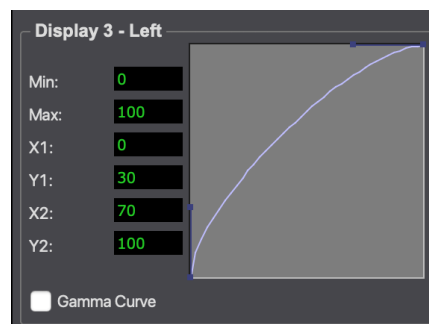 Display 3 - Left
Min: 0
Max: 100
X1: 0
Y1: 30
X2: 70
Y2: 100
Gamma Curve